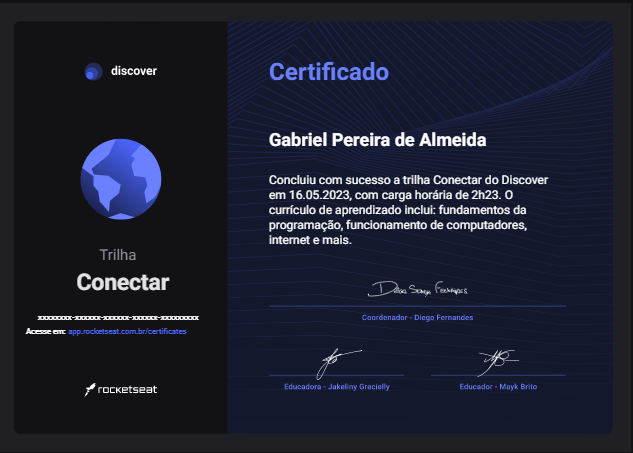 discover
Trilha
Conectar
xxxxxxxx-xxxxxx-xxxxxx-xxxxxx-xxxxxxxxx
Acesse em: app.rocketseat.com.br/certificates
rocketseat
Certificado
Gabriel Pereira de Almeida
Concluiu com sucesso a trilha Conectar do Discover
em 16.05.2023, com carga horária de 2h23. O
currículo de aprendizado inclui: fundamentos da
programação, funcionamento de computadores,
internet e mais.
Diego Schell Fernandes
Coordenador - Diego Fernandes
Educadora - Jakeliny Gracielly
Educador - Mayk Brito